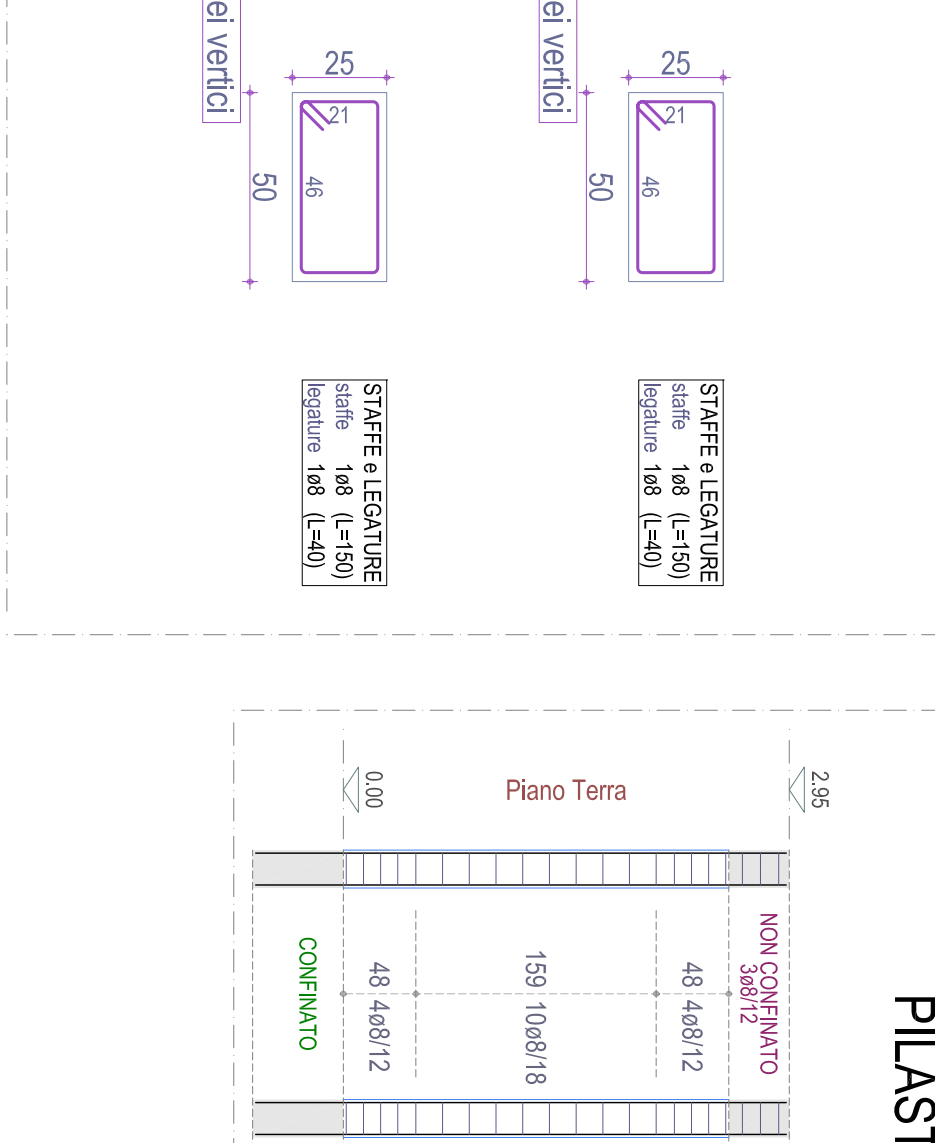 ei vertici
25
21
46
50
ei vertici
25
21
46
50
STAFFE e LEGATURE
staffe 1ø8 (L=150)
legature 1ø8 (L=40)
STAFFE e LEGATURE
staffe 1ø8 (L=150)
legature 1ø8 (L=40)
0.00
Piano Terra
2.95
CONFINATO
48 4ø8/12
159 10ø8/18
48 4ø8/12
NON CONFINATO
3ø8/12
PILAST